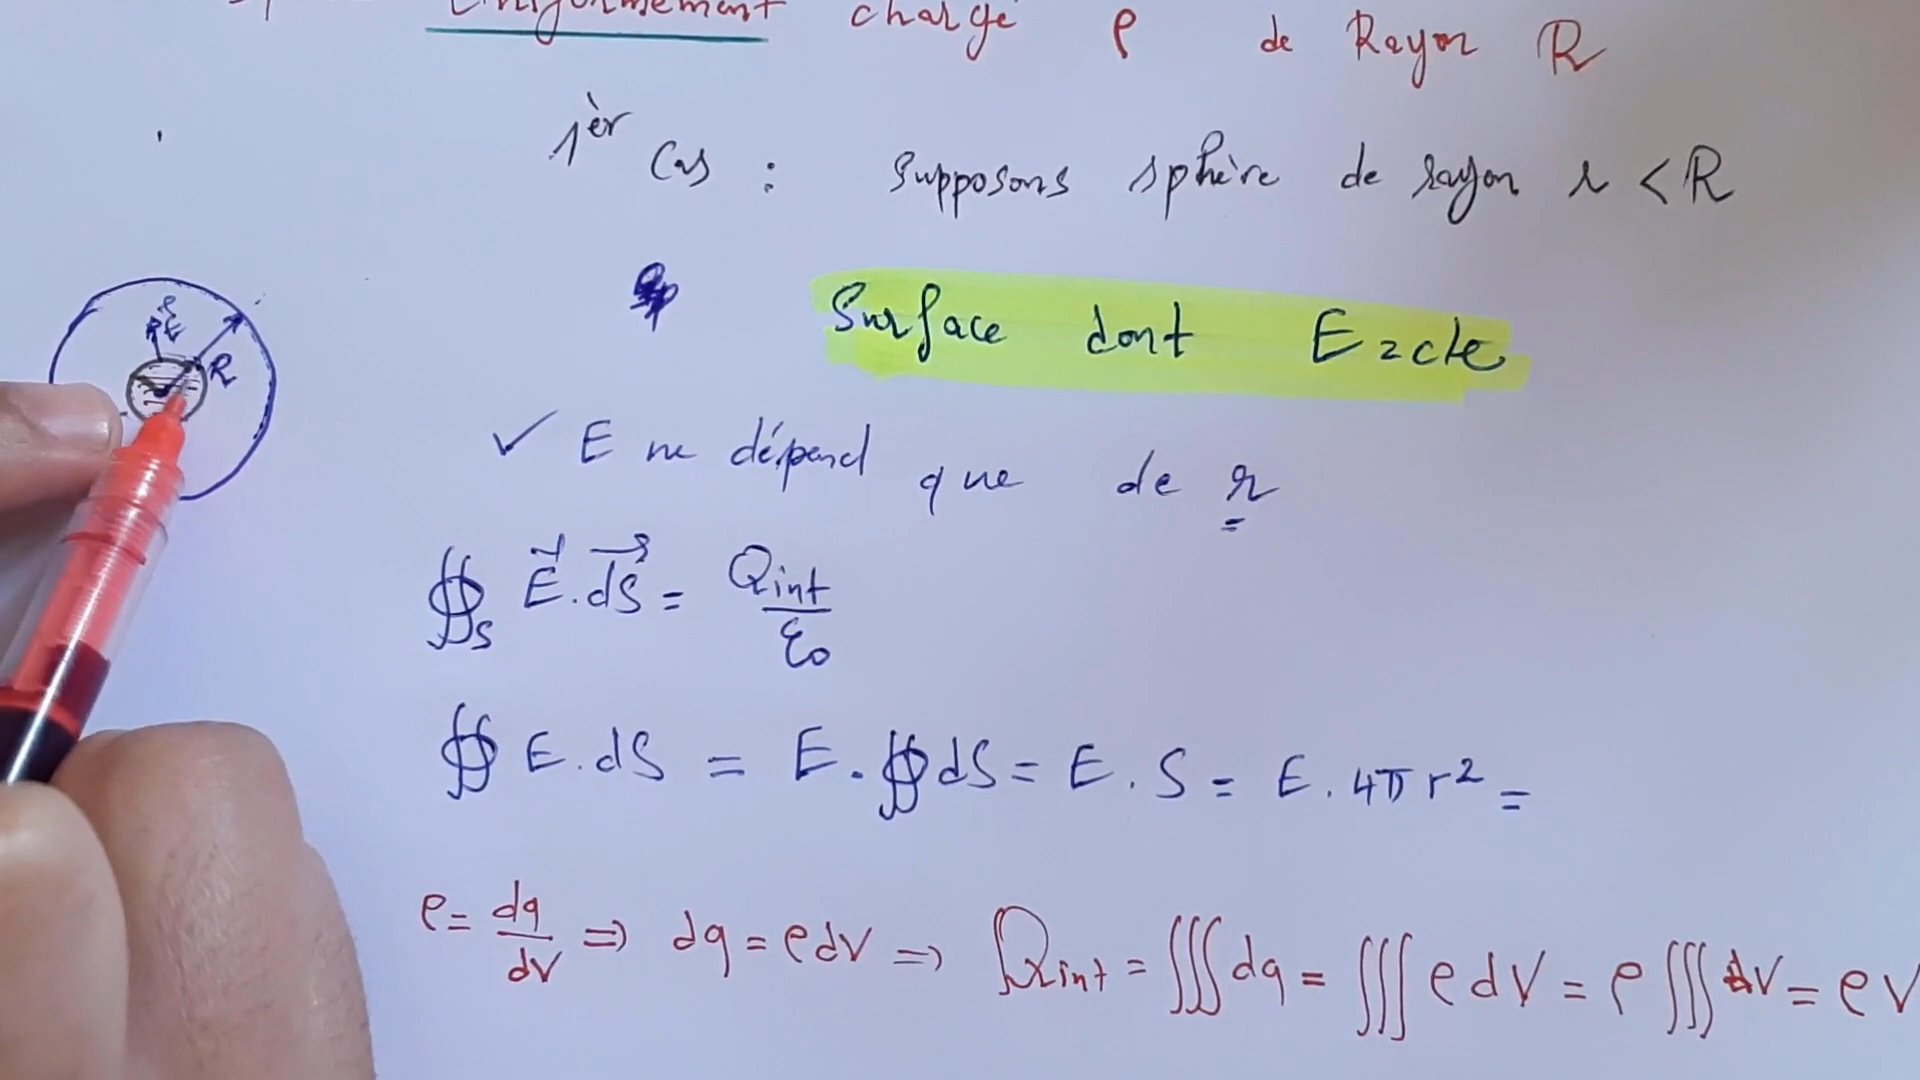 Uniformément chargé ρ de Rayon R
1èr Cas : supposons sphère de rayon r < R
Surface dont E = cte
E
R
✓ E ne dépend que de r
∯S E⃗.dS⃗ = Qint/ε0
∯ E.dS = E.∯dS = E.S = E.4πr² =
ρ = dq/dV ⇒ dq = ρdV ⇒ Qint = ∭dq = ∭ρdV = ρ∭dV = ρV